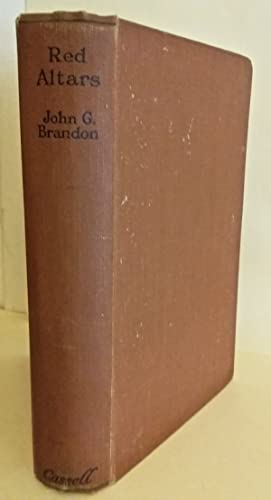 Red
Altars
John G.
Brandon
Cassell